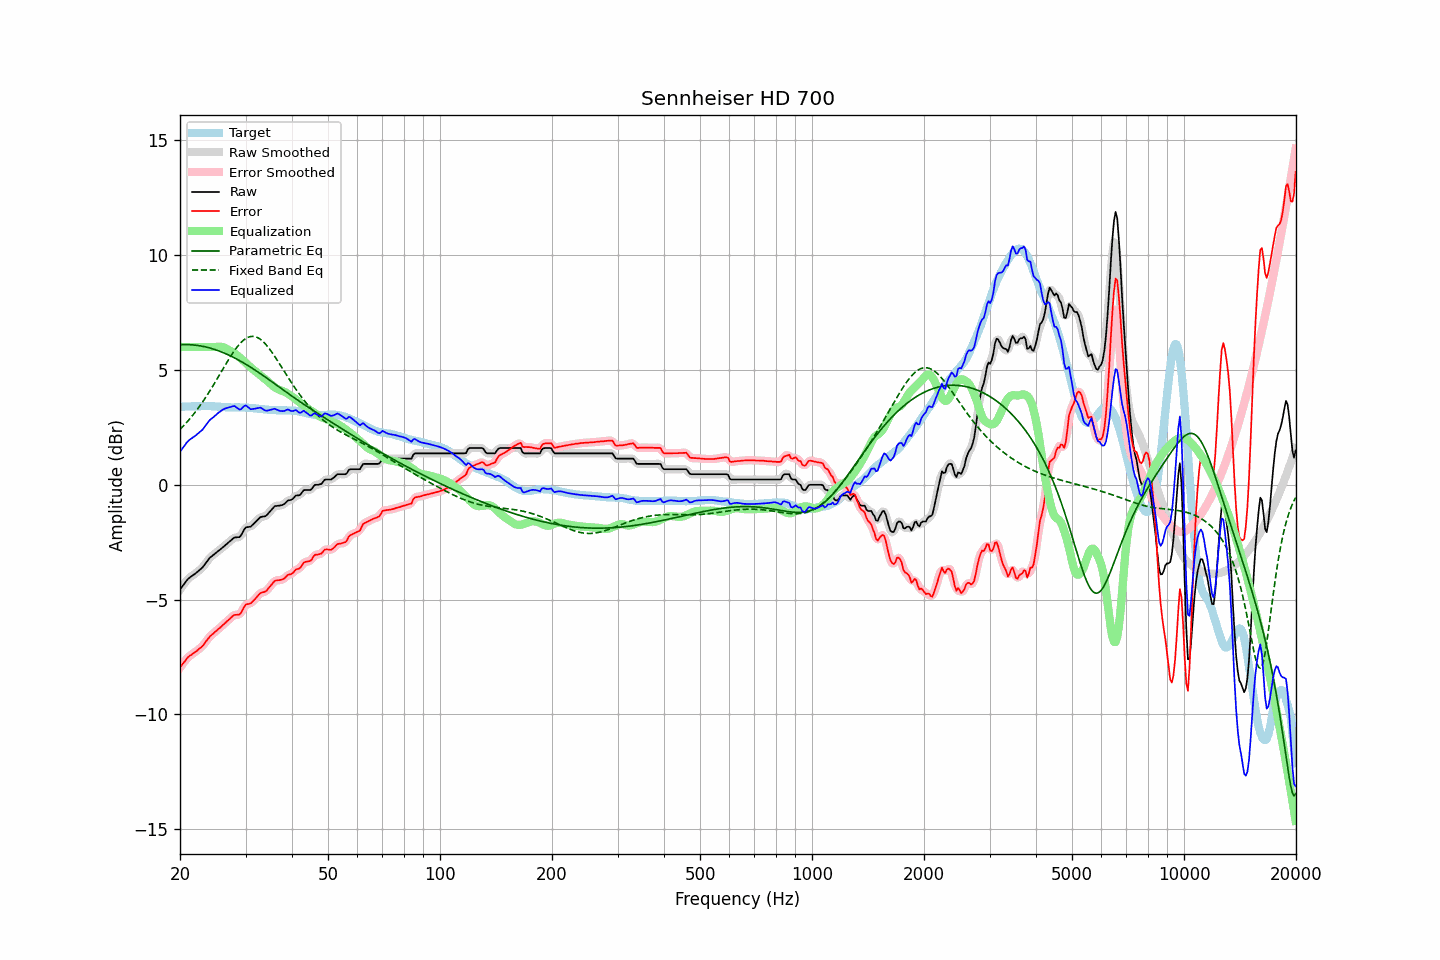 Sennheiser HD 700
Target
Raw Smoothed
Error Smoothed
Raw
Error
Equalization
Parametric Eq
Fixed Band Eq
Equalized
Amplitude (dBr)
15
10
5
0
−5
−10
−15
20 50 100 200 500 1000 2000 5000 10000 20000
Frequency (Hz)